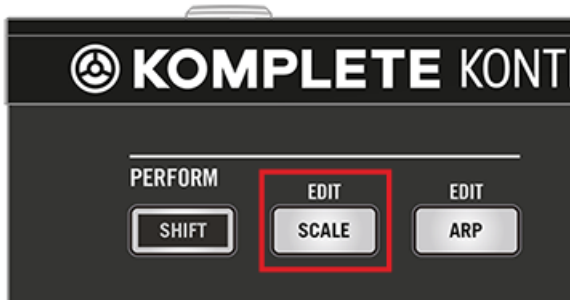 KOMPLETE KONT
PERFORM
EDIT EDIT
SHIFT SCALE ARP